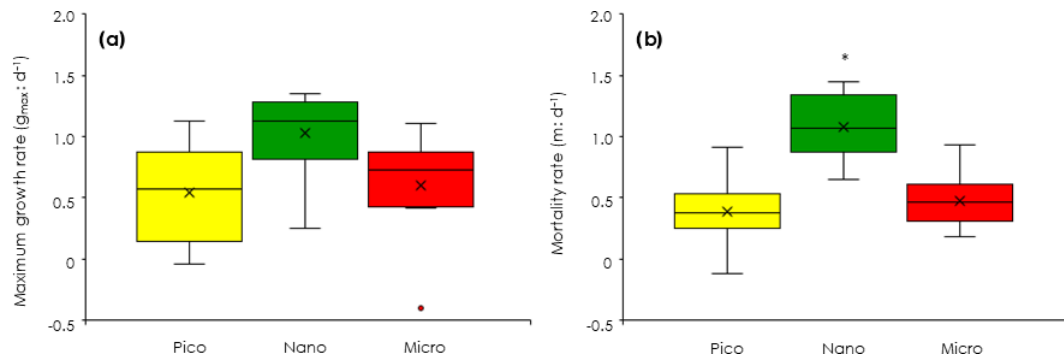 (a)
Maximum growth rate (gmax: d⁻¹)
2.0
1.5
1.0
0.5
0
-0.5
Pico Nano Micro
(b)
Mortality rate (m: d⁻¹)
2.0
1.5
1.0
0.5
0
-0.5
*
Pico Nano Micro